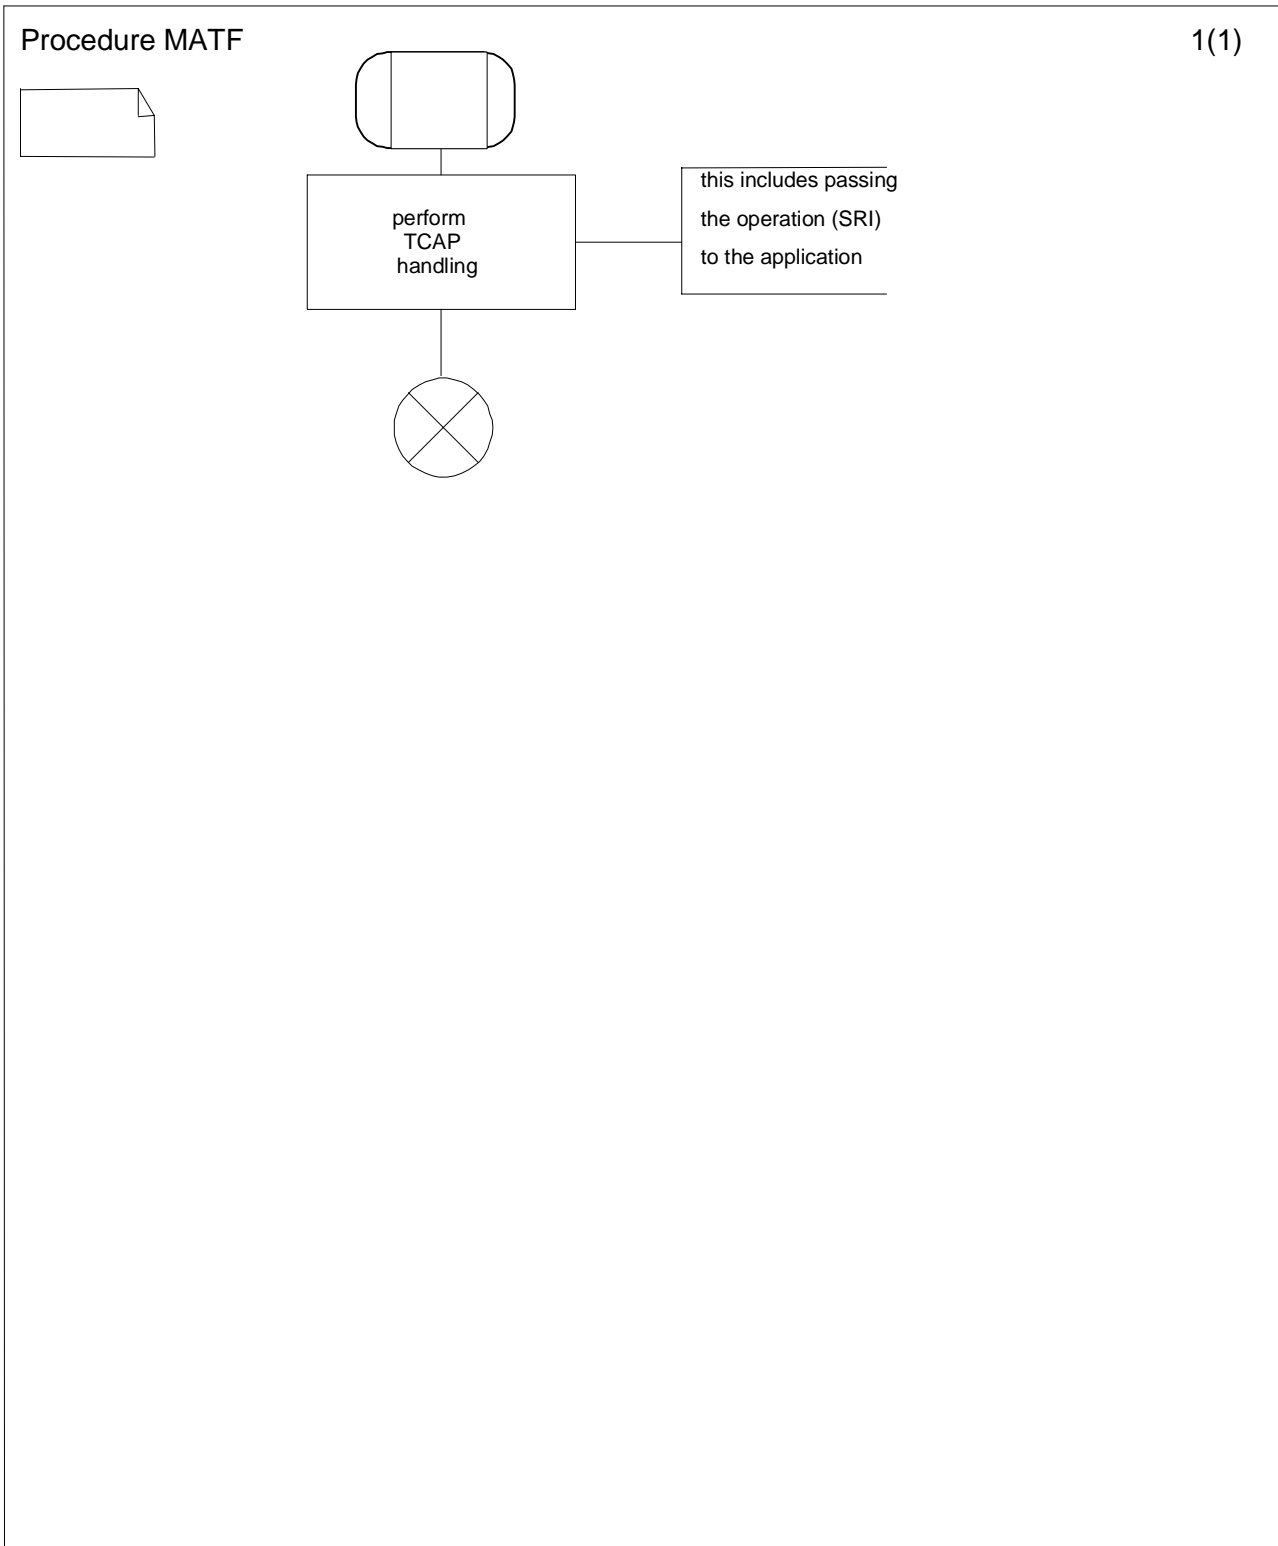 Procedure MATF
1(1)
perform
TCAP
handling
this includes passing
the operation (SRI)
to the application